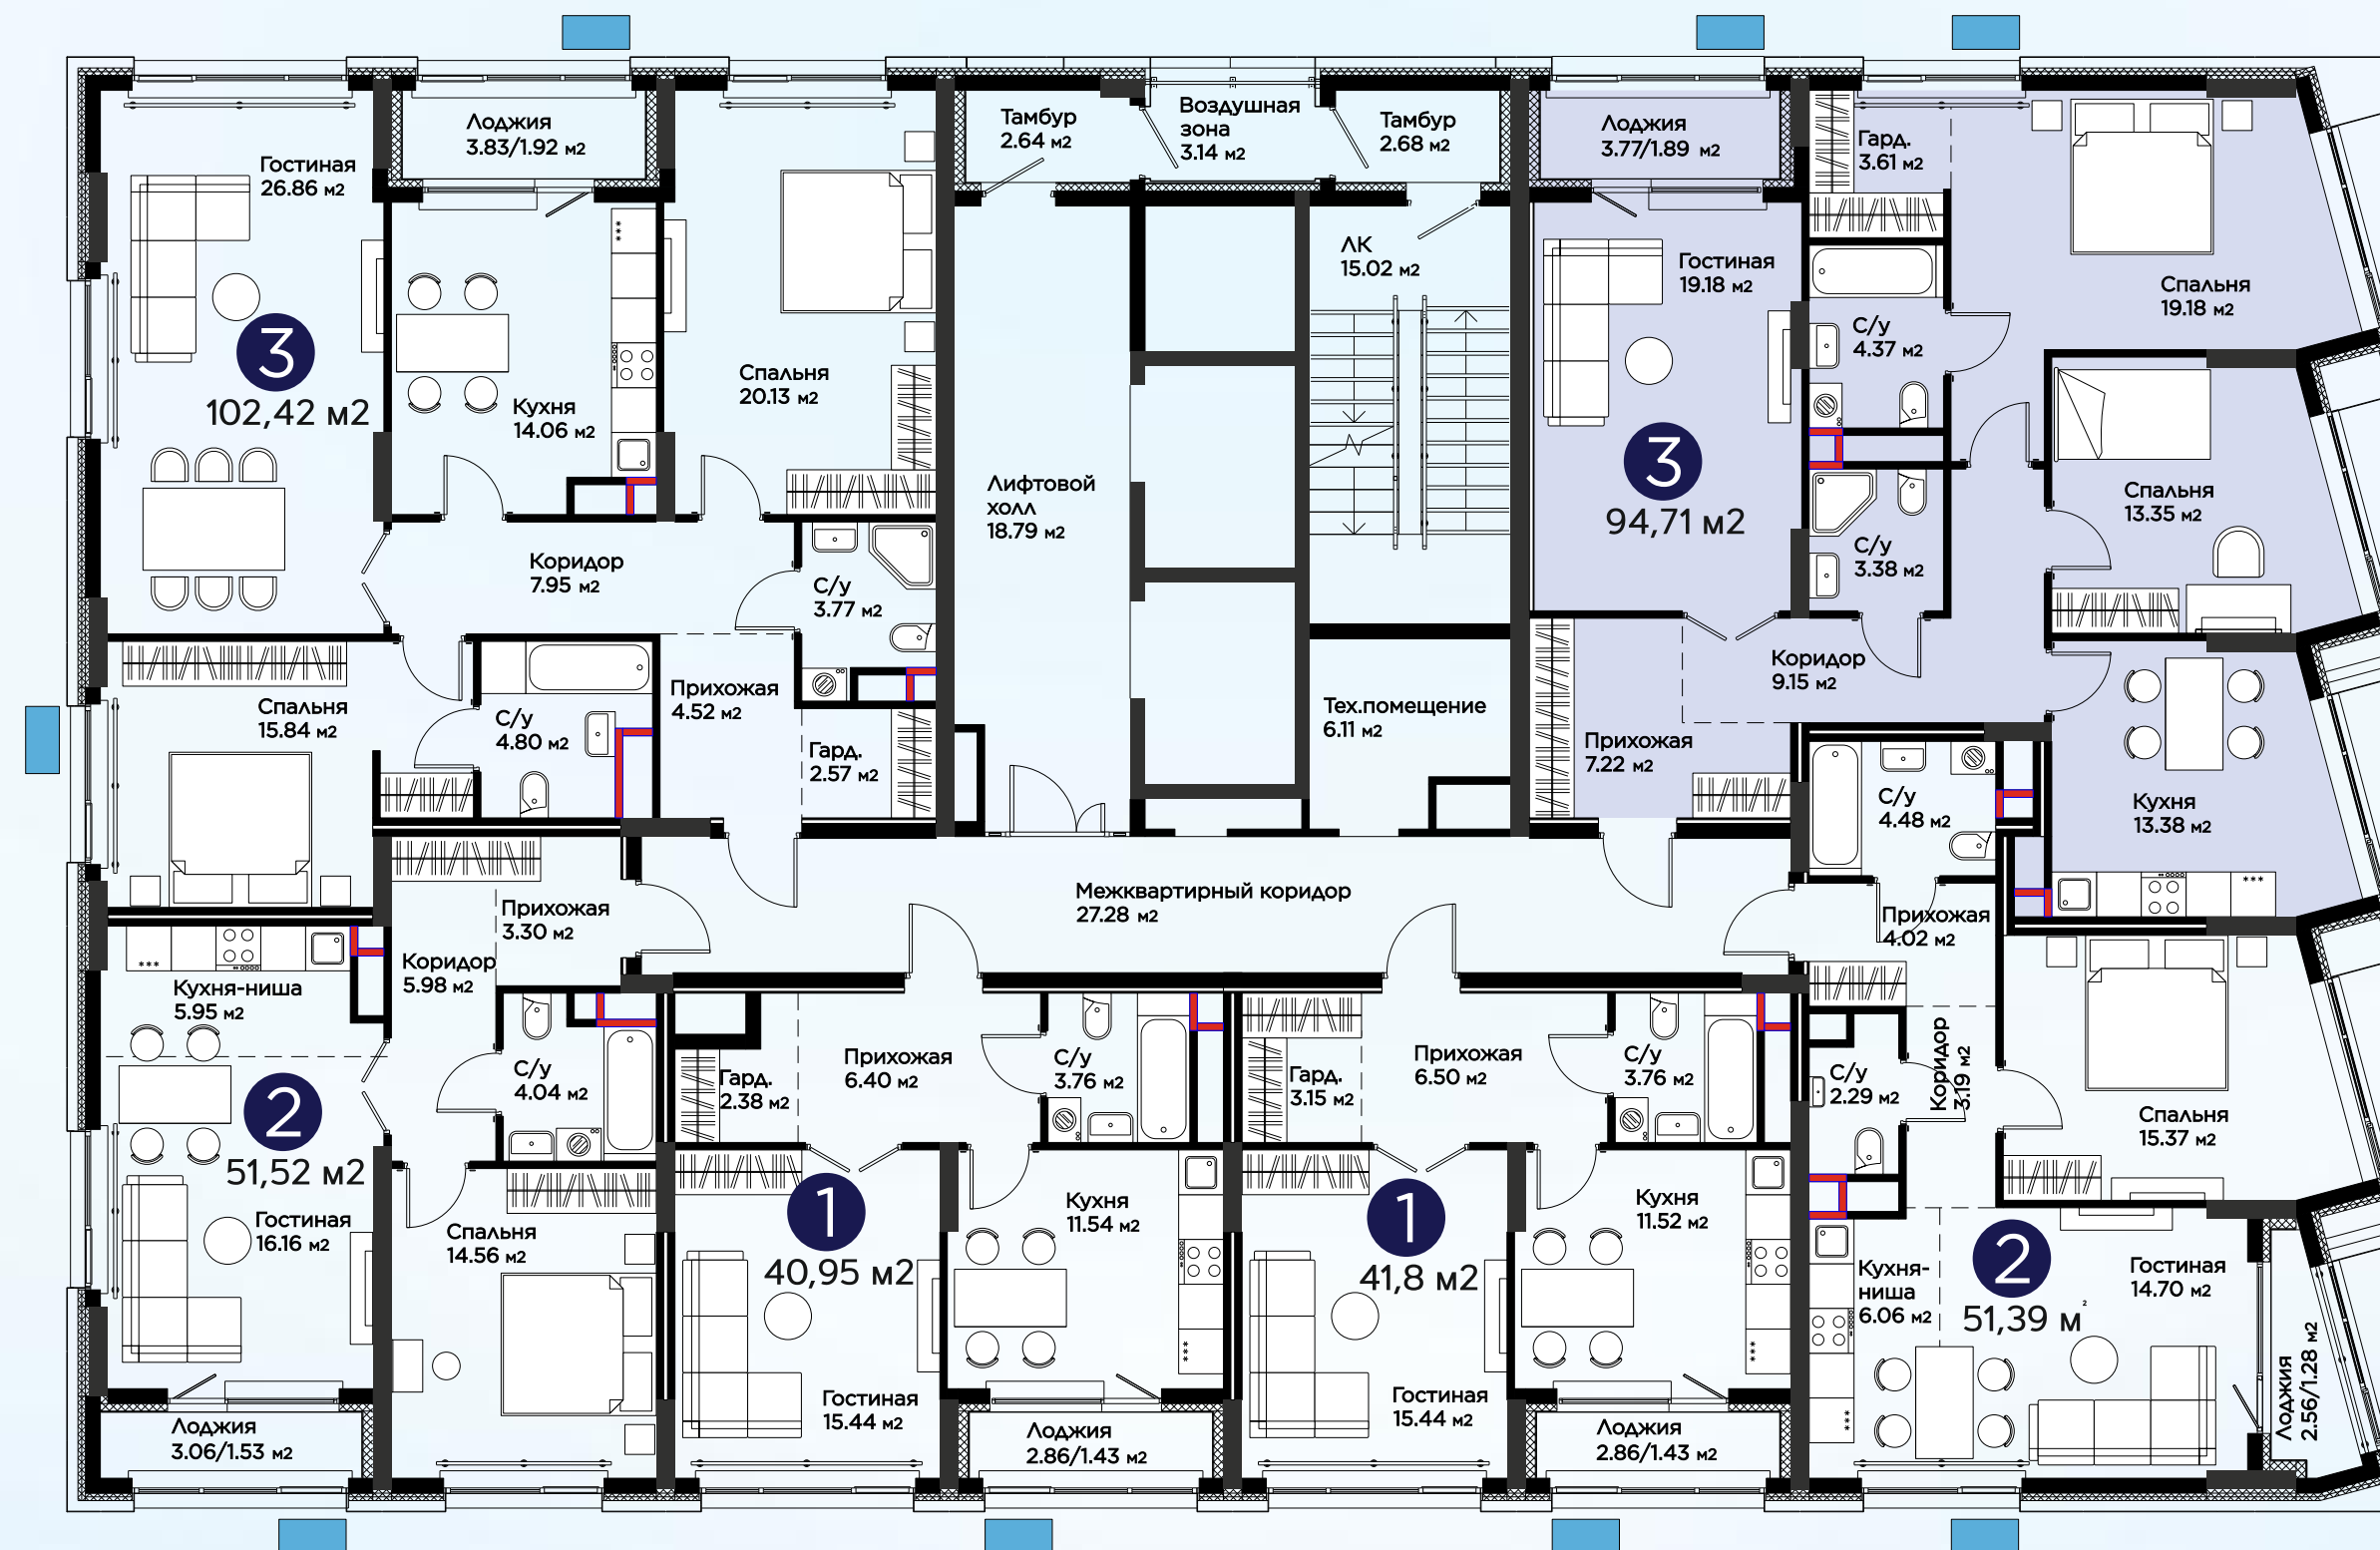 Лоджия
3.83/1.92 м2
Гостиная
26.86 м2
3
102,42 м2
Кухня
14.06 м2
Спальня
20.13 м2
Коридор
7.95 м2
С/у
3.77 м2
Спальня
15.84 м2
С/у
4.80 м2
Прихожая
4.52 м2
Гард.
2.57 м2
Тамбур
2.64 м2
Воздушная
зона
3.14 м2
Тамбур
2.68 м2
ЛК
15.02 м2
Лифтовой
холл
18.79 м2
Тех.помещение
6.11 м2
Лоджия
3.77/1.89 м2
Гостиная
19.18 м2
3
94,71 м2
Гард.
3.61 м2
Спальня
19.18 м2
С/у
4.37 м2
Спальня
13.35 м2
С/у
3.38 м2
Коридор
9.15 м2
Прихожая
7.22 м2
Кухня
13.38 м2
Межквартирный коридор
27.28 м2
Прихожая
3.30 м2
Коридор
5.98 м2
Кухня-ниша
5.95 м2
С/у
4.04 м2
2
51,52 м2
Гостиная
16.16 м2
Спальня
14.56 м2
Лоджия
3.06/1.53 м2
Прихожая
6.40 м2
Гард.
2.38 м2
С/у
3.76 м2
1
40,95 м2
Кухня
11.54 м2
Гостиная
15.44 м2
Лоджия
2.86/1.43 м2
Прихожая
6.50 м2
Гард.
3.15 м2
С/у
3.76 м2
1
41,8 м2
Кухня
11.52 м2
Гостиная
15.44 м2
Лоджия
2.86/1.43 м2
С/у
4.48 м2
Прихожая
4.02 м2
Коридор
3.19 м2
С/у
2.29 м2
Спальня
15.37 м2
Кухня-
ниша
6.06 м2
2
51,39 м²
Гостиная
14.70 м2
Лоджия
2.56/1.28 м2